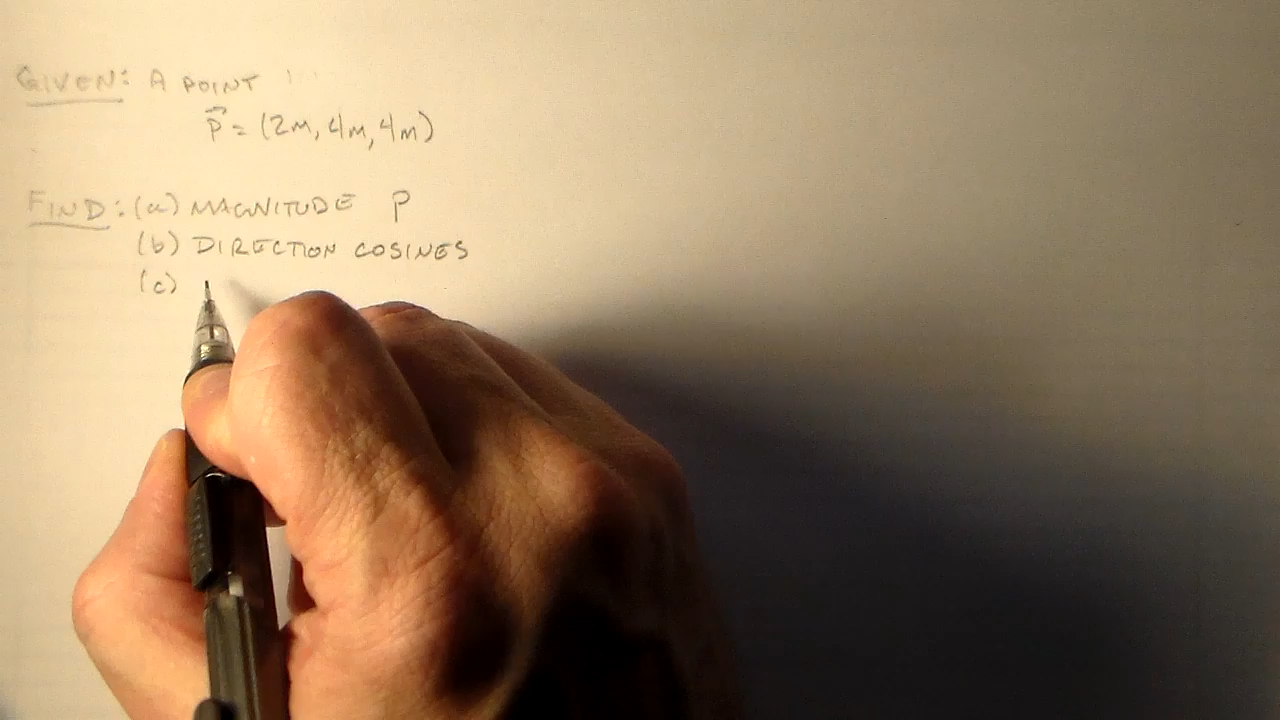 GIVEN: A POINT
p⃗ = (2m, 4m, 4m)
FIND: (a) MAGNITUDE P
(b) DIRECTION COSINES
(c)